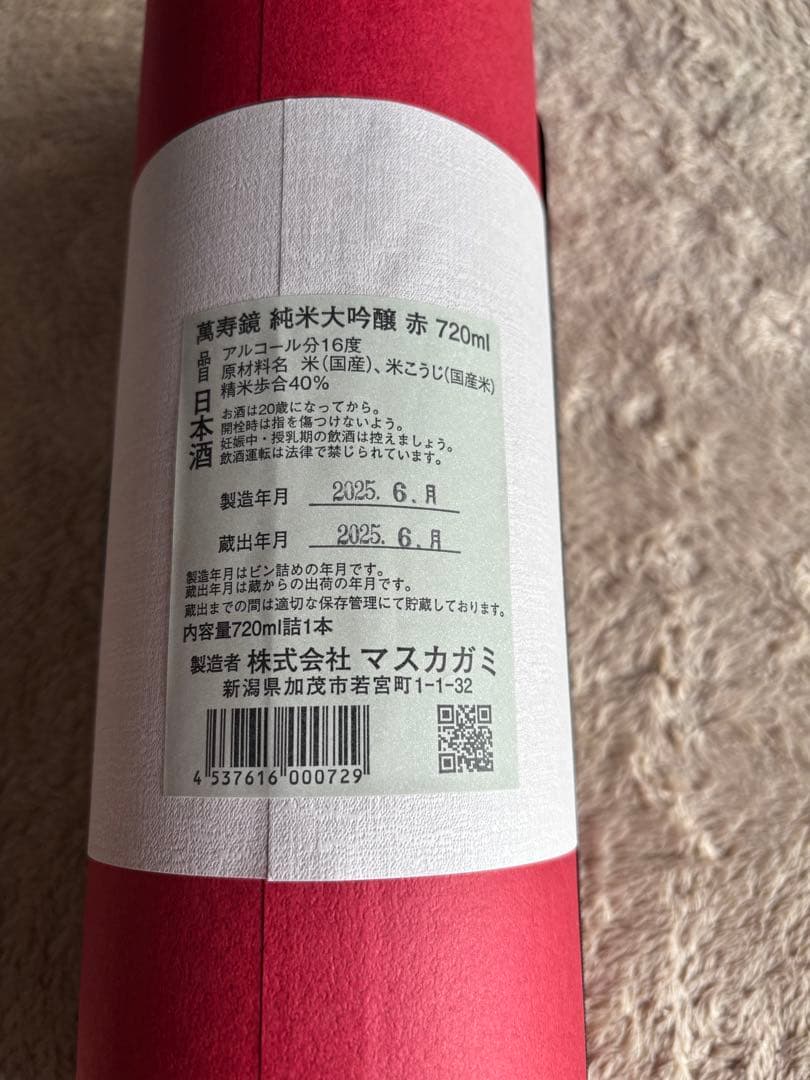 萬寿鏡 純米大吟醸 赤 720ml
品目 日本酒
アルコール分16度
原材料名 米(国産)、米こうじ(国産米)
精米歩合40%
お酒は20歳になってから。
開栓時は指を傷つけないよう。
妊娠中・授乳期の飲酒は控えましょう。
飲酒運転は法律で禁じられています。
製造年月 2025. 6.月
蔵出年月 2025. 6.月
製造年月はビン詰めの年月です。
蔵出年月は蔵からの出荷の年月です。
蔵出までの間は適切な保存管理にて貯蔵しております。
内容量720ml詰1本
製造者 株式会社 マスカガミ
新潟県加茂市若宮町1-1-32
4 537616 000729